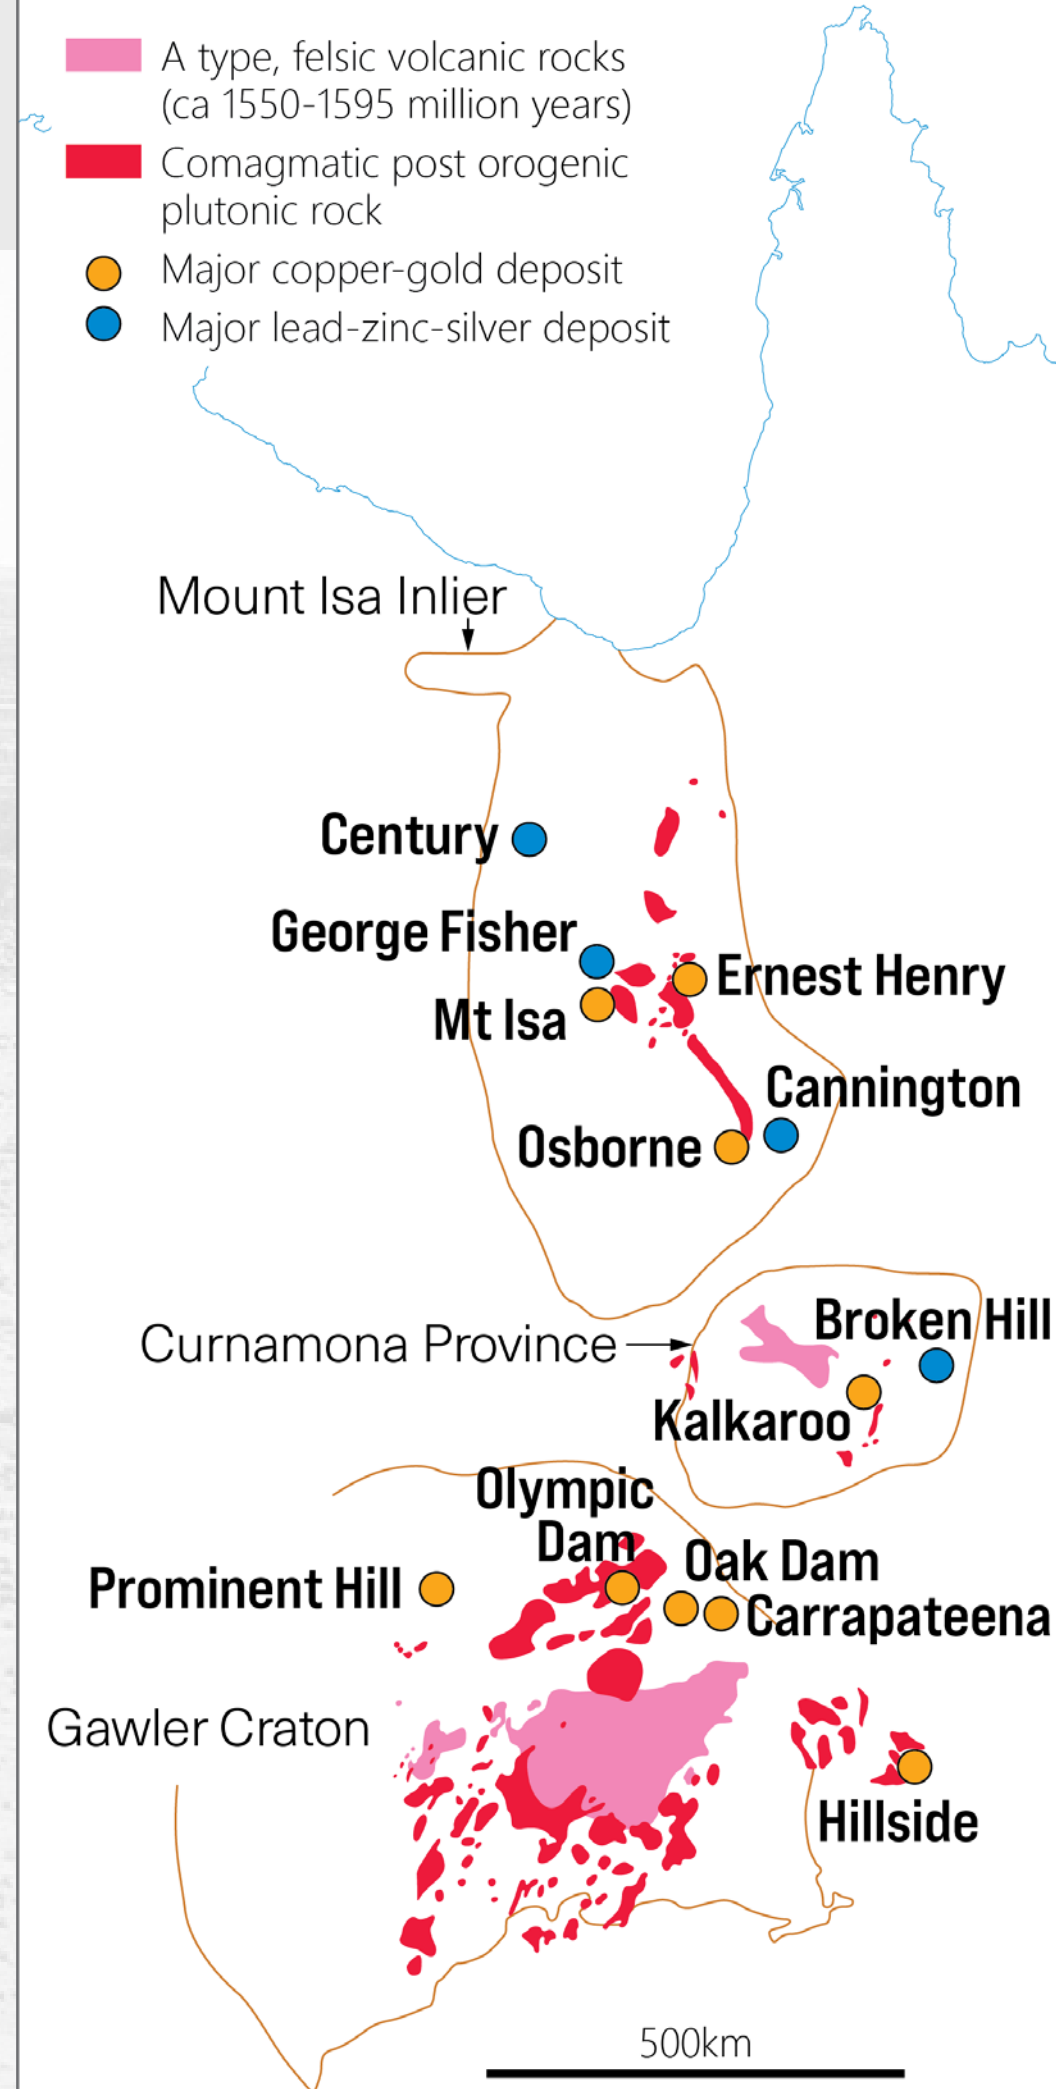 A type, felsic volcanic rocks
(ca 1550-1595 million years)
Comagmatic post orogenic
plutonic rock
Major copper-gold deposit
Major lead-zinc-silver deposit
Mount Isa Inlier
Century
George Fisher
Ernest Henry
Mt Isa
Cannington
Osborne
Broken Hill
Curnamona Province
Kalkaroo
Olympic
Dam
Oak Dam
Prominent Hill
Carrapateena
Gawler Craton
Hillside
500km